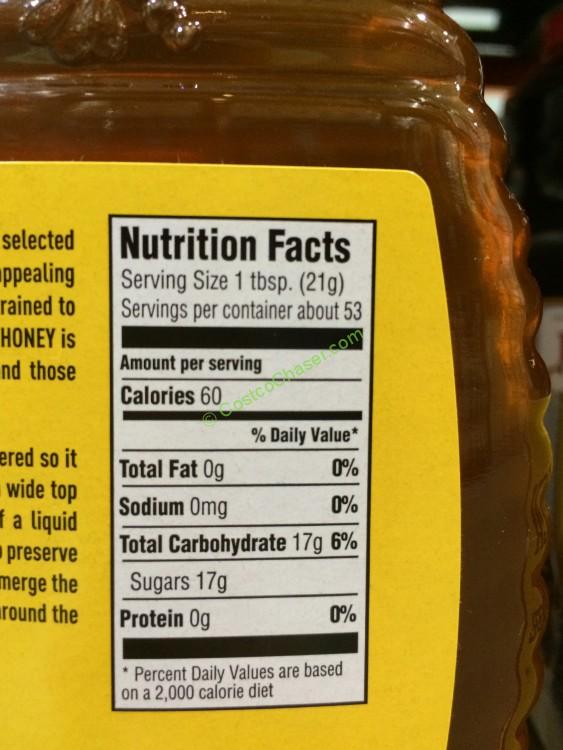 selected
appealing
rained to
HONEY is
nd those
ered so it
wide top
f a liquid
preserve
merge the
round the
Nutrition Facts
Serving Size 1 tbsp. (21g)
Servings per container about 53
Amount per serving
Calories 60
© CostcoChaser.com
% Daily Value*
Total Fat 0g 0%
Sodium 0mg 0%
Total Carbohydrate 17g 6%
Sugars 17g
Protein 0g 0%
* Percent Daily Values are based
on a 2,000 calorie diet